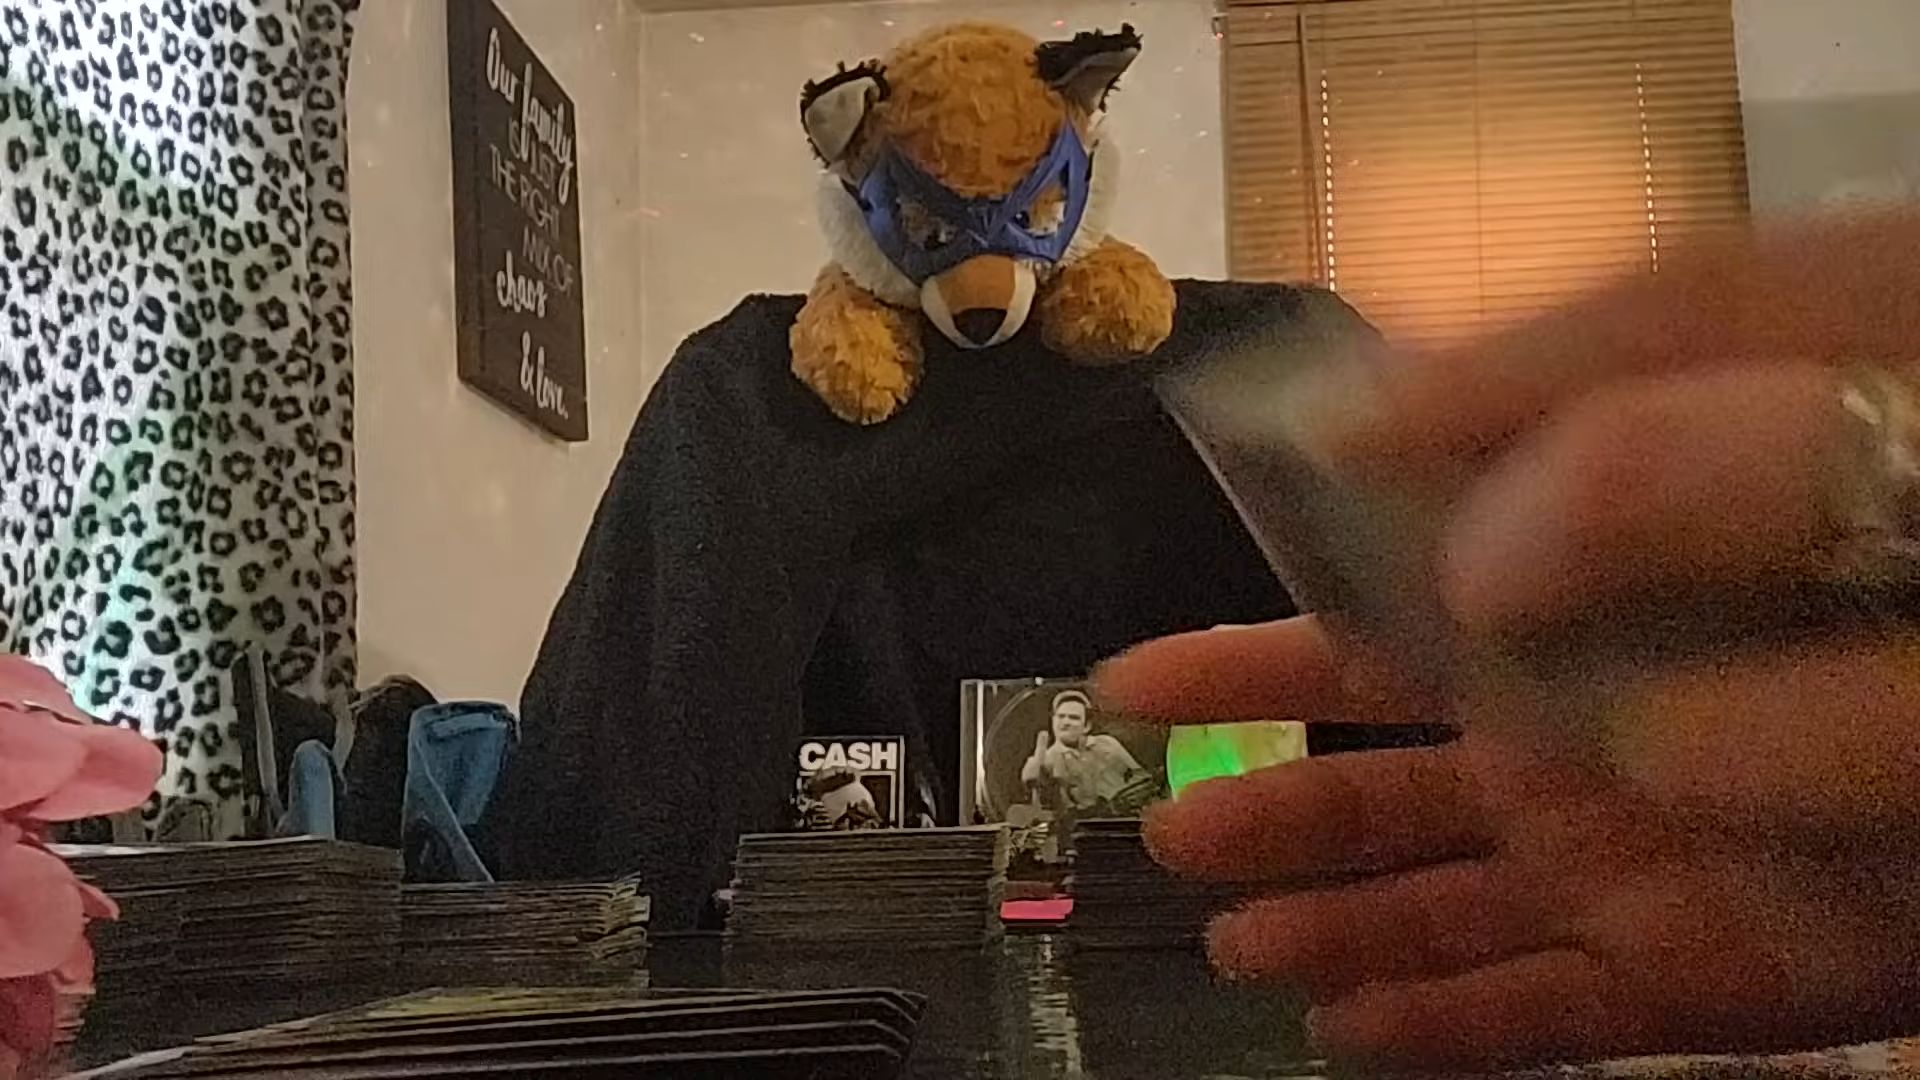 Our family
IS JUST
THE RIGHT
MIX OF
chaos
& love.
CASH